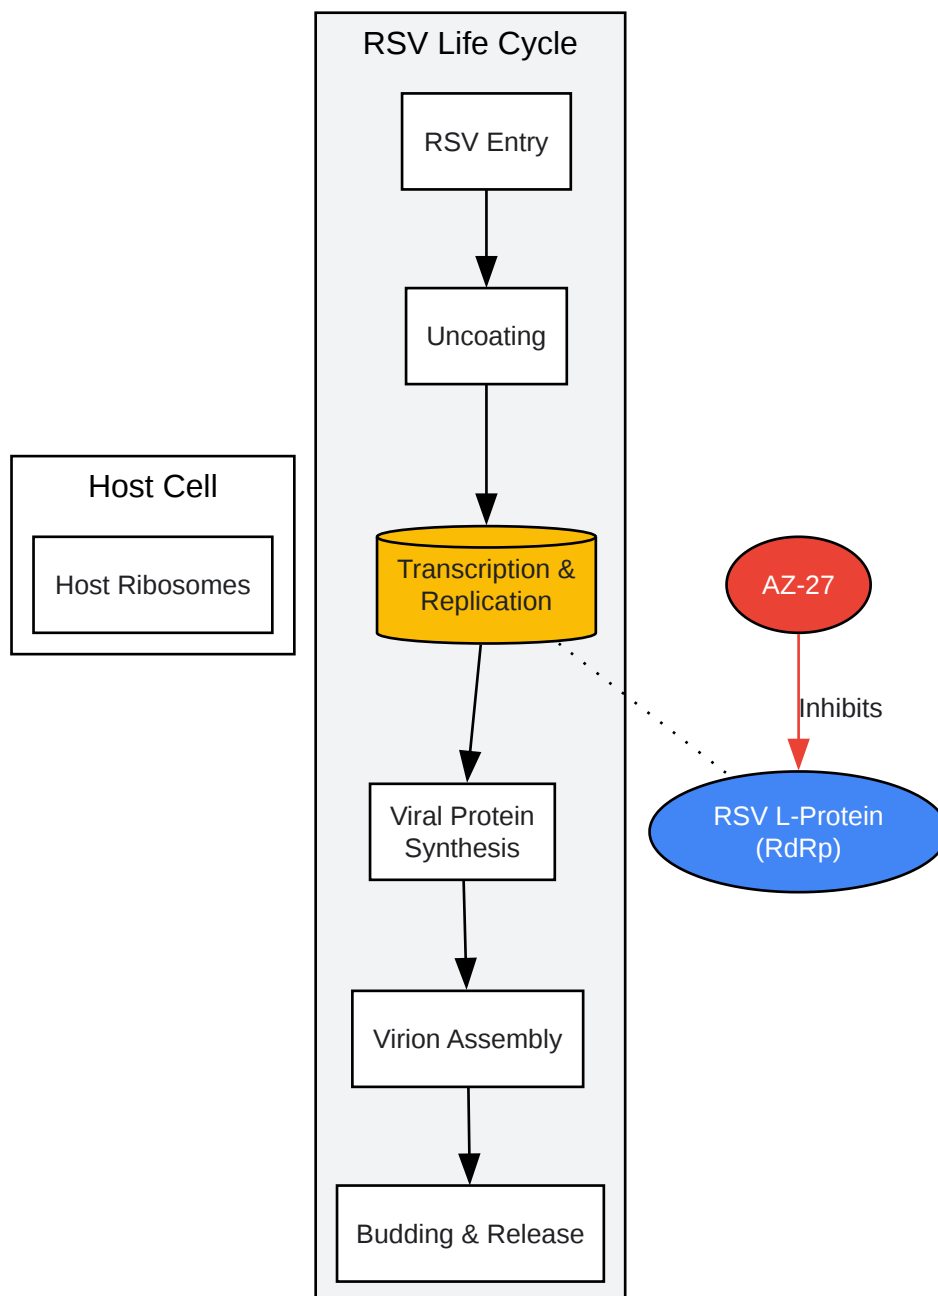 RSV Life Cycle
RSV Entry
Uncoating
Host Cell
Host Ribosomes
Transcription &
Replication
AZ-27
Inhibits
Viral Protein
Synthesis
RSV L-Protein
(RdRp)
Virion Assembly
Budding & Release